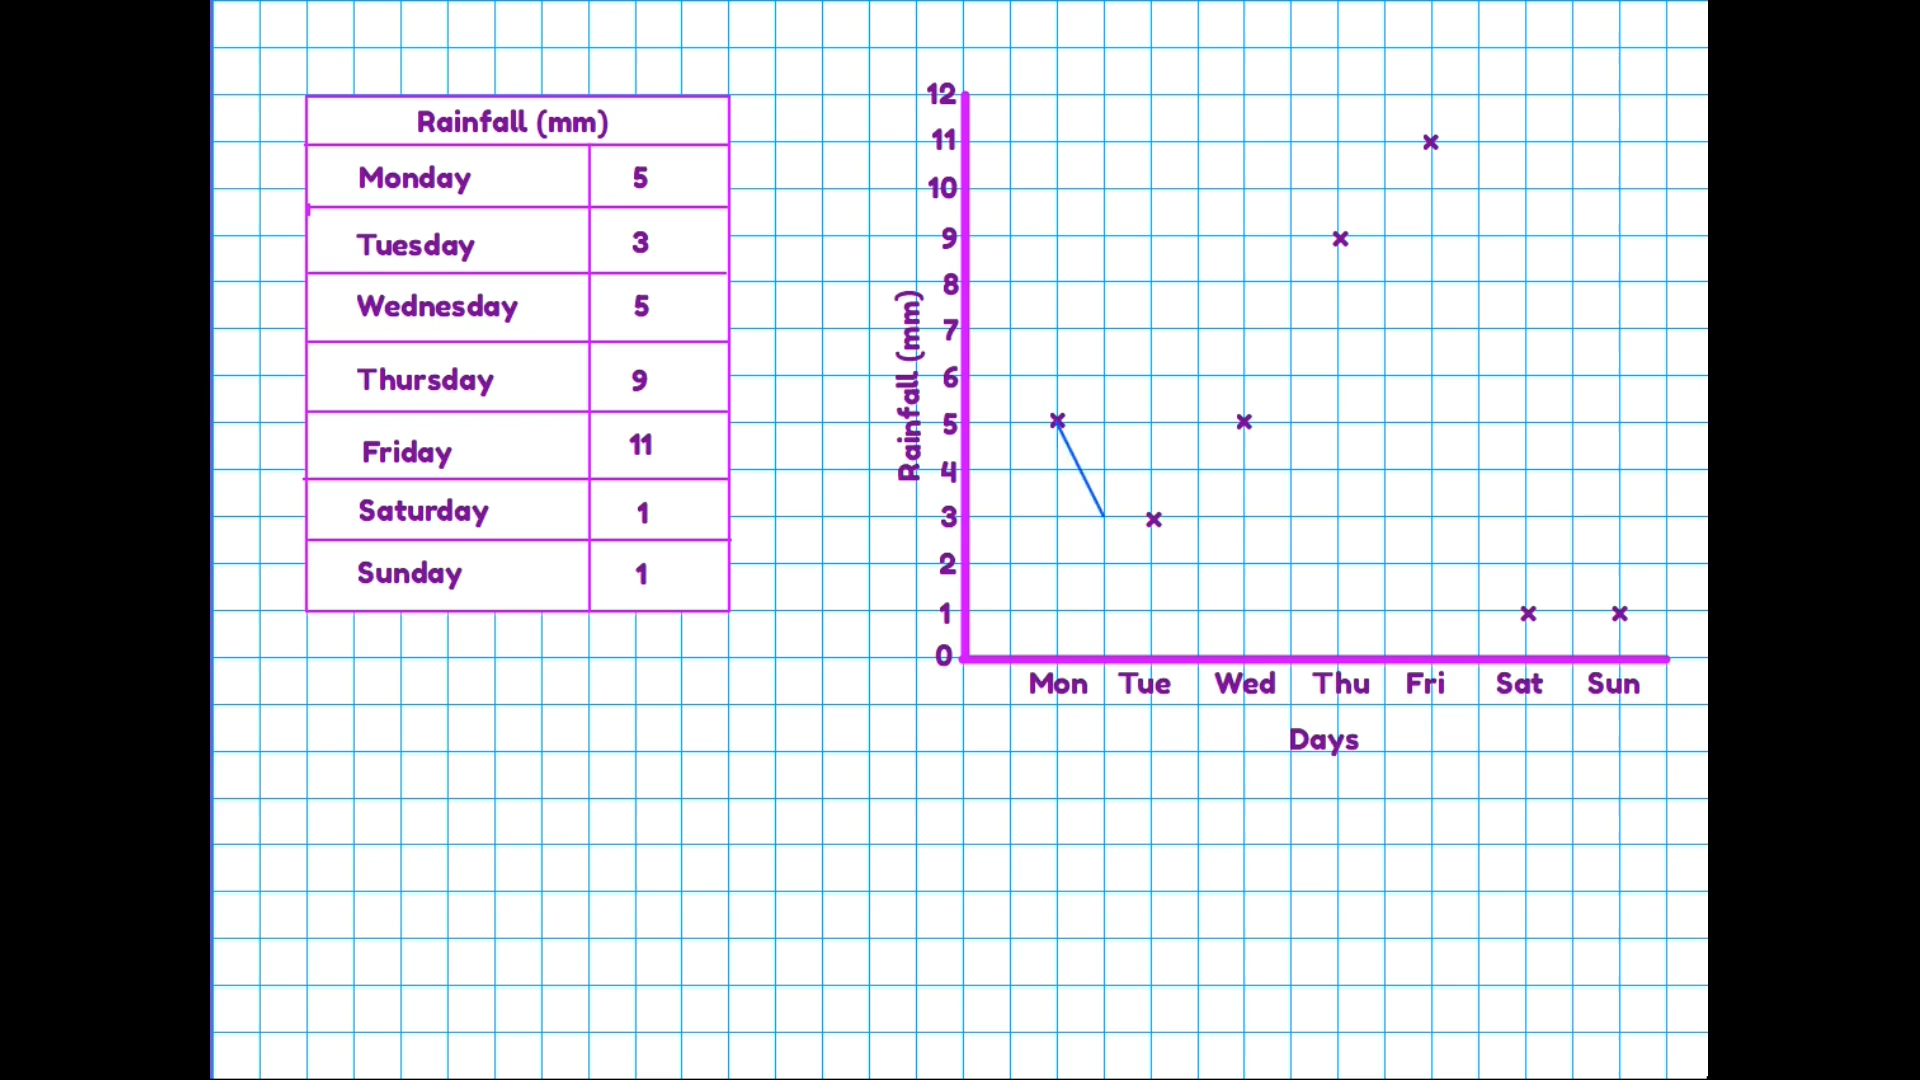 Rainfall (mm)
Monday 5
Tuesday 3
Wednesday 5
Thursday 9
Friday 11
Saturday 1
Sunday 1
12
11
10
9
8
7
6
5
4
3
2
1
0
Rainfall (mm)
Mon Tue Wed Thu Fri Sat Sun
Days